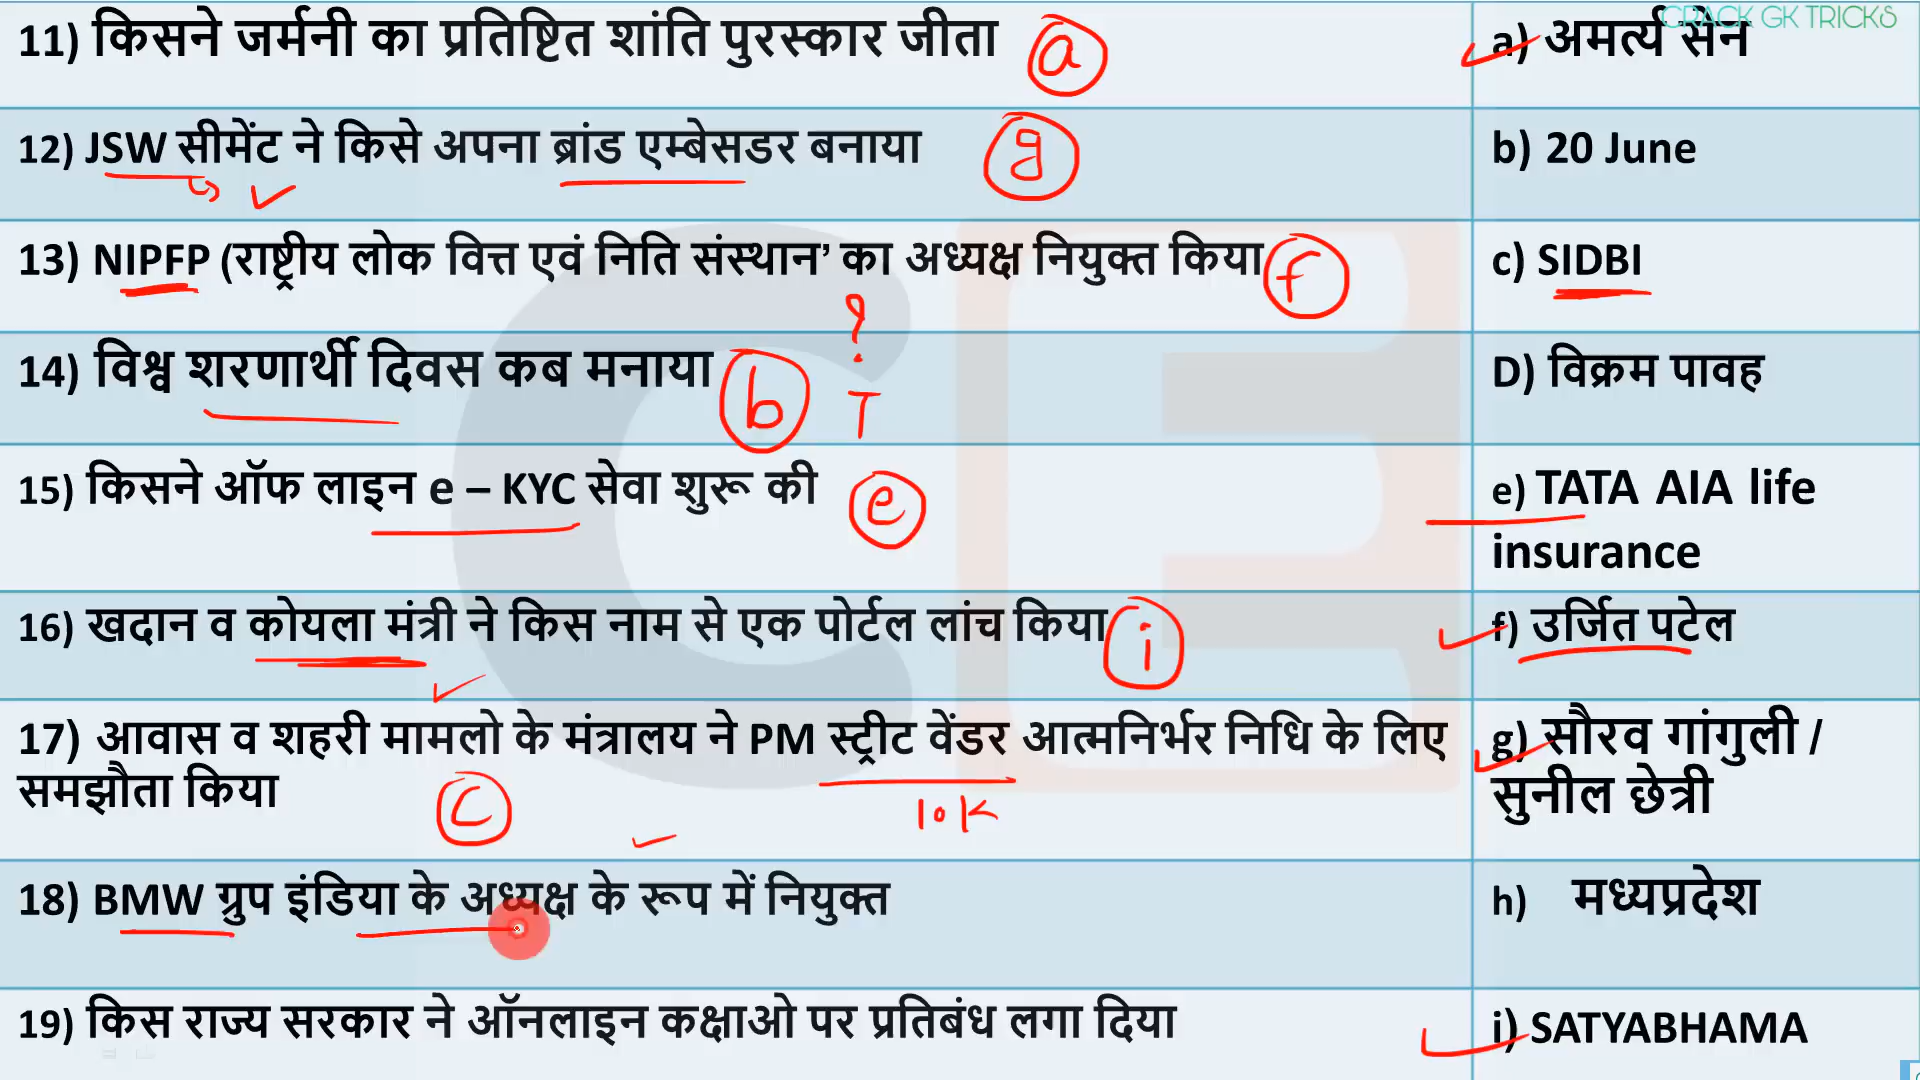 CRACK GK TRICKS
11) किसने जर्मनी का प्रतिष्टित शांति पुरस्कार जीता a
a) अमर्त्य सेन
12) JSW सीमेंट ने किसे अपना ब्रांड एम्बेसडर बनाया g
b) 20 June
13) NIPFP (राष्ट्रीय लोक वित्त एवं निति संस्थान’ का अध्यक्ष नियुक्त किया f
c) SIDBI
14) विश्व शरणार्थी दिवस कब मनाया b
?
T
D) विक्रम पावह
15) किसने ऑफ लाइन e – KYC सेवा शुरू की e
e) TATA AIA life
insurance
16) खदान व कोयला मंत्री ने किस नाम से एक पोर्टल लांच किया i
f) उर्जित पटेल
17) आवास व शहरी मामलो के मंत्रालय ने PM स्ट्रीट वेंडर आत्मनिर्भर निधि के लिए
समझौता किया C
10K
g) सौरव गांगुली /
सुनील छेत्री
18) BMW ग्रुप इंडिया के अध्यक्ष के रूप में नियुक्त
h) मध्यप्रदेश
19) किस राज्य सरकार ने ऑनलाइन कक्षाओ पर प्रतिबंध लगा दिया
i) SATYABHAMA